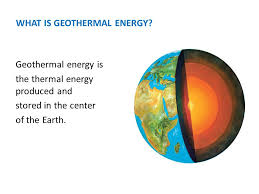 WHAT IS GEOTHERMAL ENERGY?
Geothermal energy is
the thermal energy
produced and
stored in the center
of the Earth.